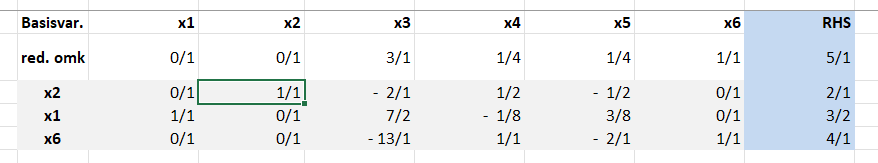 Basisvar. x1 x2 x3 x4 x5 x6 RHS
red. omk 0/1 0/1 3/1 1/4 1/4 1/1 5/1
x2 0/1 1/1 - 2/1 1/2 - 1/2 0/1 2/1
x1 1/1 0/1 7/2 - 1/8 3/8 0/1 3/2
x6 0/1 0/1 - 13/1 1/1 - 2/1 1/1 4/1